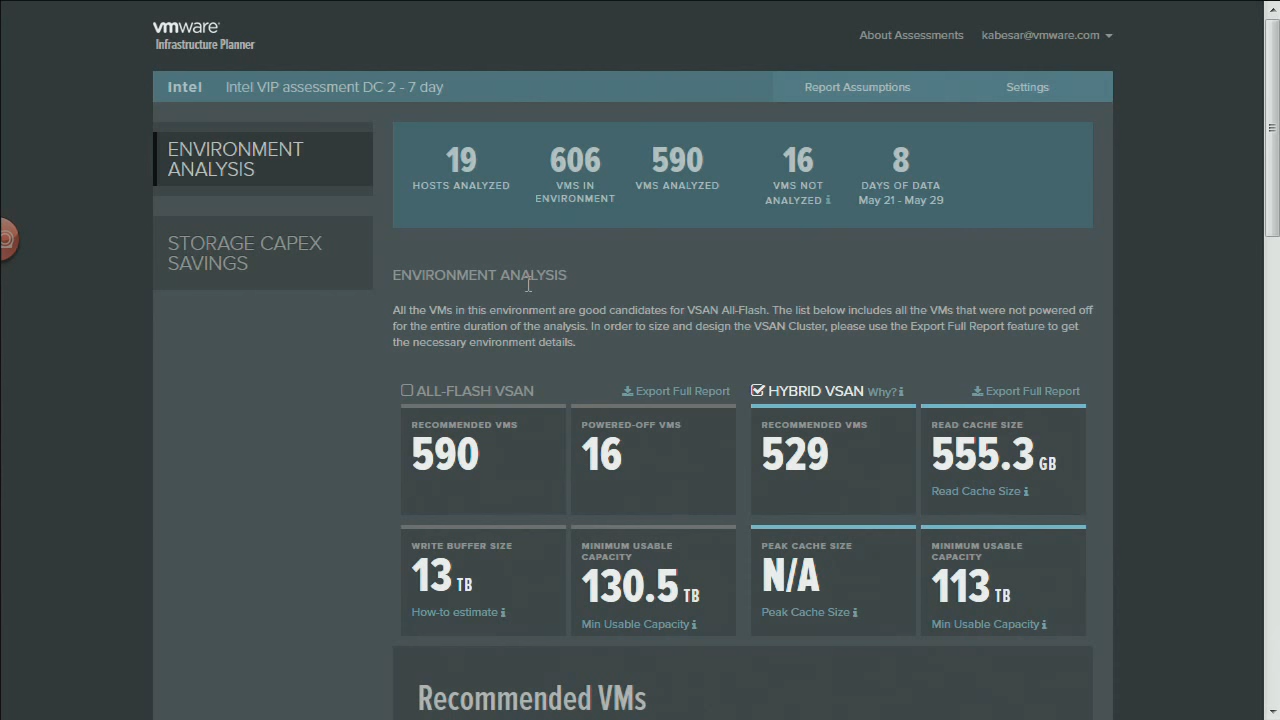 vmware
Infrastructure Planner
About Assessments
kabesar@vmware.com
Intel
Intel VIP assessment DC 2 - 7 day
Report Assumptions
Settings
ENVIRONMENT
ANALYSIS
STORAGE CAPEX
SAVINGS
19
HOSTS ANALYZED
606
VMS IN
ENVIRONMENT
590
VMS ANALYZED
16
VMS NOT
ANALYZED i
8
DAYS OF DATA
May 21 - May 29
ENVIRONMENT ANALYSIS
All the VMs in this environment are good candidates for VSAN All-Flash. The list below includes all the VMs that were not powered off
for the entire duration of the analysis. In order to size and design the VSAN Cluster, please use the Export Full Report feature to get
the necessary environment details.
ALL-FLASH VSAN
Export Full Report
HYBRID VSAN Why? i
Export Full Report
RECOMMENDED VMS
590
POWERED-OFF VMS
16
RECOMMENDED VMS
529
READ CACHE SIZE
555.3 GB
Read Cache Size i
WRITE BUFFER SIZE
13 TB
How-to estimate i
MINIMUM USABLE
CAPACITY
130.5 TB
Min Usable Capacity i
PEAK CACHE SIZE
N/A
Peak Cache Size i
MINIMUM USABLE
CAPACITY
113 TB
Min Usable Capacity i
Recommended VMs